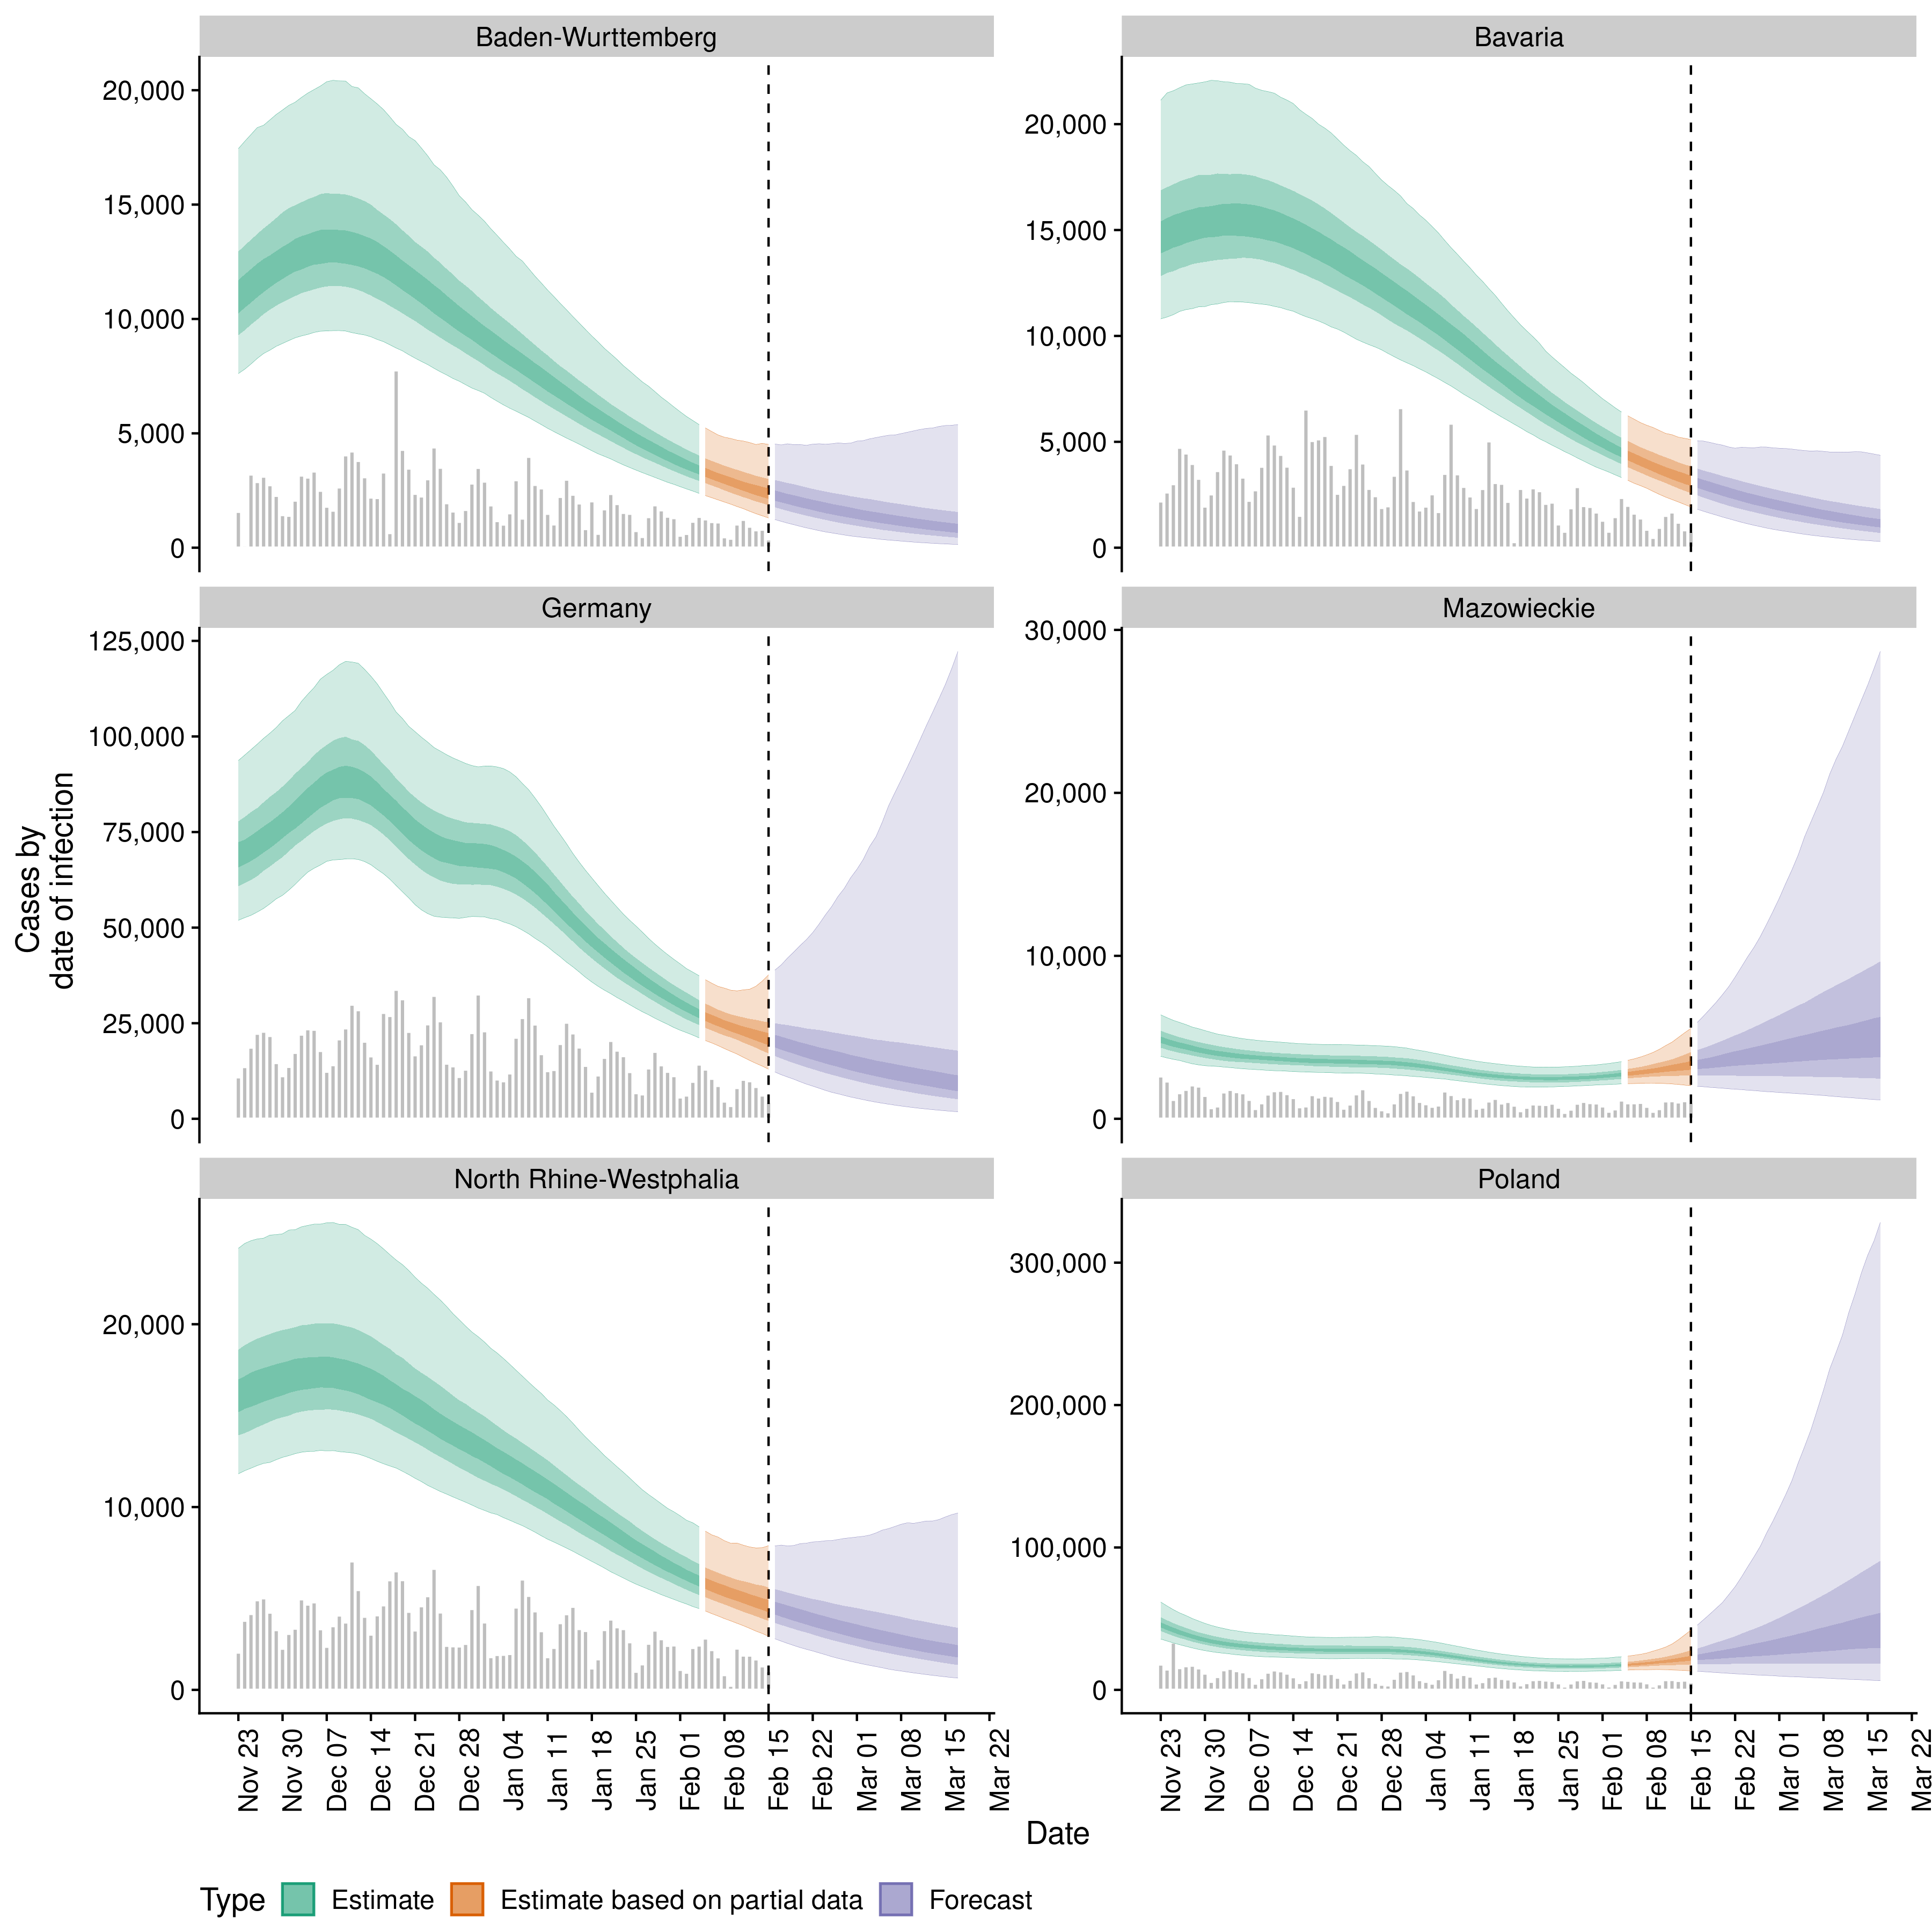 Baden-Wurttemberg
Bavaria
20,000
15,000
10,000
5,000
0
20,000
15,000
10,000
5,000
0
Germany
Mazowieckie
125,000
100,000
75,000
50,000
25,000
0
30,000
20,000
10,000
0
Cases by
date of infection
North Rhine-Westphalia
Poland
20,000
10,000
0
300,000
200,000
100,000
0
Nov 23
Nov 30
Dec 07
Dec 14
Dec 21
Dec 28
Jan 04
Jan 11
Jan 18
Jan 25
Feb 01
Feb 08
Feb 15
Feb 22
Mar 01
Mar 08
Mar 15
Mar 22
Nov 23
Nov 30
Dec 07
Dec 14
Dec 21
Dec 28
Jan 04
Jan 11
Jan 18
Jan 25
Feb 01
Feb 08
Feb 15
Feb 22
Mar 01
Mar 08
Mar 15
Mar 22
Date
Type Estimate Estimate based on partial data Forecast